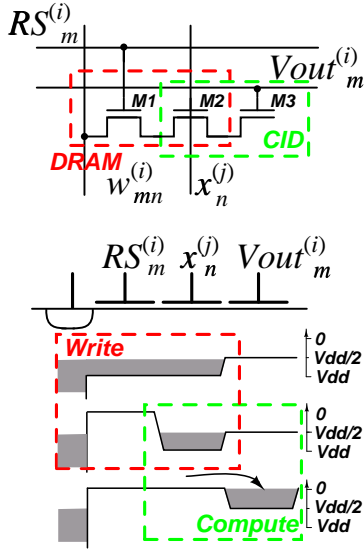 RS_m^(i)
Vout_m^(i)
M1 M2 M3
DRAM CID
w_mn^(i) x_n^(j)
RS_m^(i) x_n^(j) Vout_m^(i)
Write
0
Vdd/2
Vdd
0
Vdd/2
Vdd
0
Vdd/2
Vdd
Compute